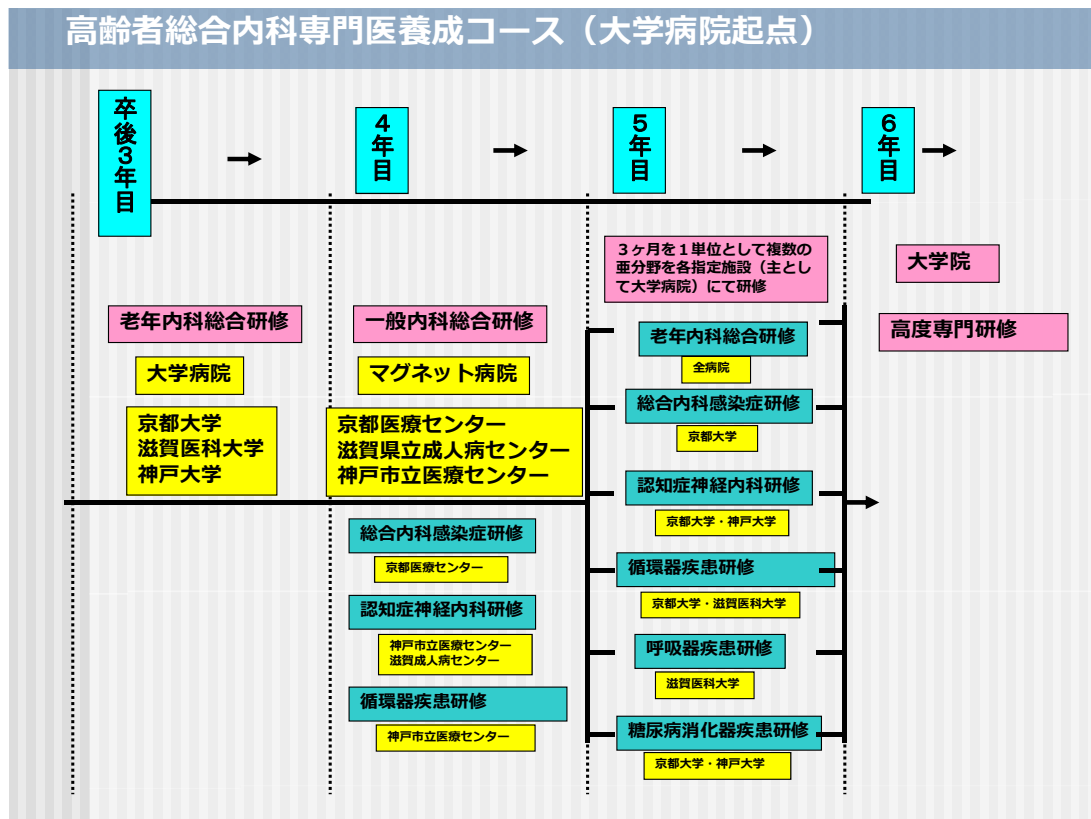 高齢者総合内科専門医養成コース（大学病院起点）
卒後３年目
４年目
５年目
６年目
老年内科総合研修
大学病院
京都大学
滋賀医科大学
神戸大学
一般内科総合研修
マグネット病院
京都医療センター
滋賀県立成人病センター
神戸市立医療センター
総合内科感染症研修
京都医療センター
認知症神経内科研修
神戸市立医療センター
滋賀成人病センター
循環器疾患研修
神戸市立医療センター
３ヶ月を１単位として複数の
亜分野を各指定施設（主とし
て大学病院）にて研修
老年内科総合研修
全病院
総合内科感染症研修
京都大学
認知症神経内科研修
京都大学・神戸大学
循環器疾患研修
京都大学・滋賀医科大学
呼吸器疾患研修
滋賀医科大学
糖尿病消化器疾患研修
京都大学・神戸大学
大学院
高度専門研修